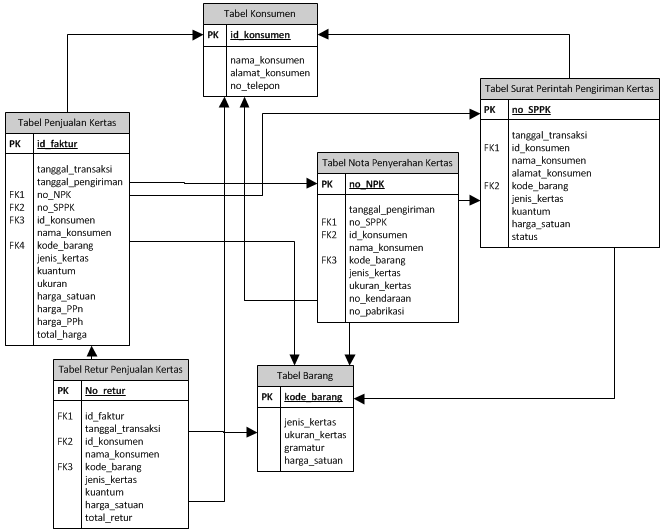 Tabel Konsumen
PK id_konsumen
nama_konsumen
alamat_konsumen
no_telepon
Tabel Surat Perintah Pengiriman Kertas
PK no_SPPK
tanggal_transaksi
FK1 id_konsumen
nama_konsumen
alamat_konsumen
FK2 kode_barang
jenis_kertas
kuantum
harga_satuan
status
Tabel Penjualan Kertas
PK id_faktur
tanggal_transaksi
tanggal_pengiriman
FK1 no_NPK
FK2 no_SPPK
FK3 id_konsumen
nama_konsumen
FK4 kode_barang
jenis_kertas
kuantum
ukuran
harga_satuan
harga_PPn
harga_PPh
total_harga
Tabel Nota Penyerahan Kertas
PK no_NPK
tanggal_pengiriman
FK1 no_SPPK
FK2 id_konsumen
nama_konsumen
FK3 kode_barang
jenis_kertas
ukuran_kertas
no_kendaraan
no_pabrikasi
Tabel Retur Penjualan Kertas
PK No_retur
FK1 id_faktur
tanggal_transaksi
FK2 id_konsumen
nama_konsumen
FK3 kode_barang
jenis_kertas
kuantum
harga_satuan
total_retur
Tabel Barang
PK kode_barang
jenis_kertas
ukuran_kertas
gramatur
harga_satuan